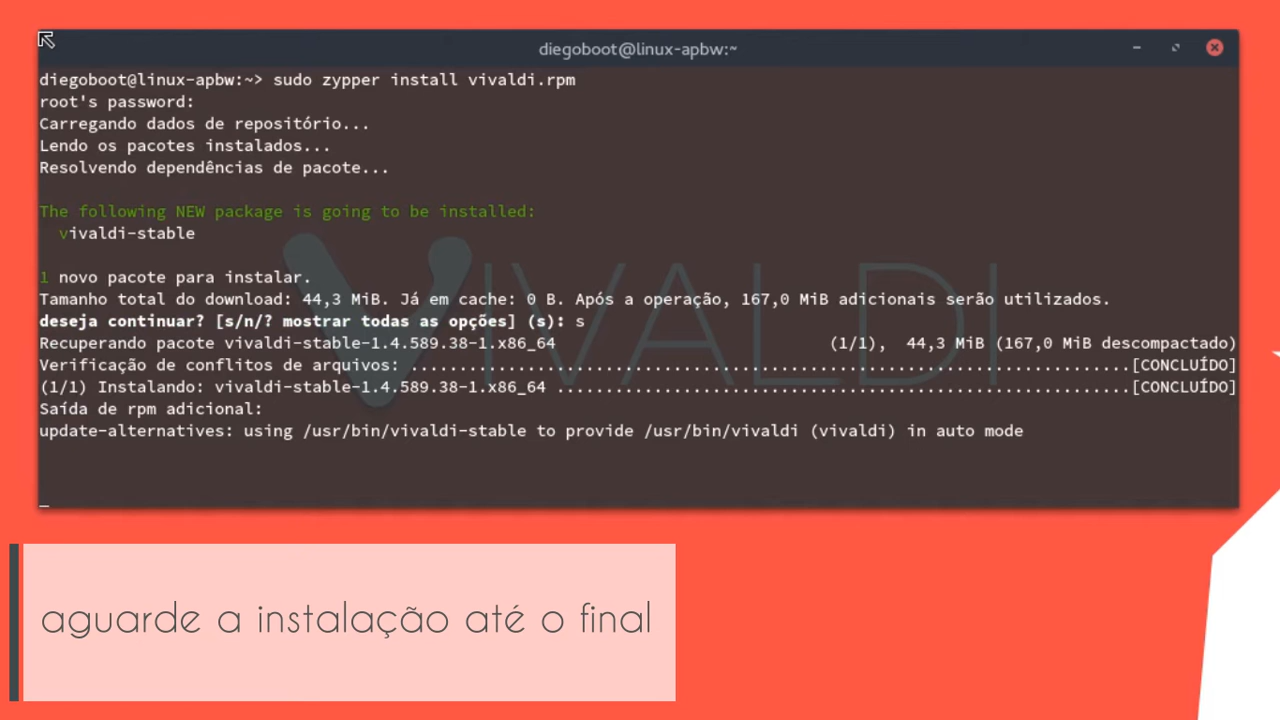 diegoboot@linux-apbw:~
diegoboot@linux-apbw:~> sudo zypper install vivaldi.rpm
root's password:
Carregando dados de repositório...
Lendo os pacotes instalados...
Resolvendo dependências de pacote...
The following NEW package is going to be installed:
vivaldi-stable
1 novo pacote para instalar.
Tamanho total do download: 44,3 MiB. Já em cache: 0 B. Após a operação, 167,0 MiB adicionais serão utilizados.
deseja continuar? [s/n/? mostrar todas as opções] (s): s
Recuperando pacote vivaldi-stable-1.4.589.38-1.x86_64 (1/1), 44,3 MiB (167,0 MiB descompactado)
Verificação de conflitos de arquivos: ..........................................................................[CONCLUÍDO]
(1/1) Instalando: vivaldi-stable-1.4.589.38-1.x86_64 ...........................................................[CONCLUÍDO]
Saída de rpm adicional:
update-alternatives: using /usr/bin/vivaldi-stable to provide /usr/bin/vivaldi (vivaldi) in auto mode
VIVALDI
aguarde a instalação até o final